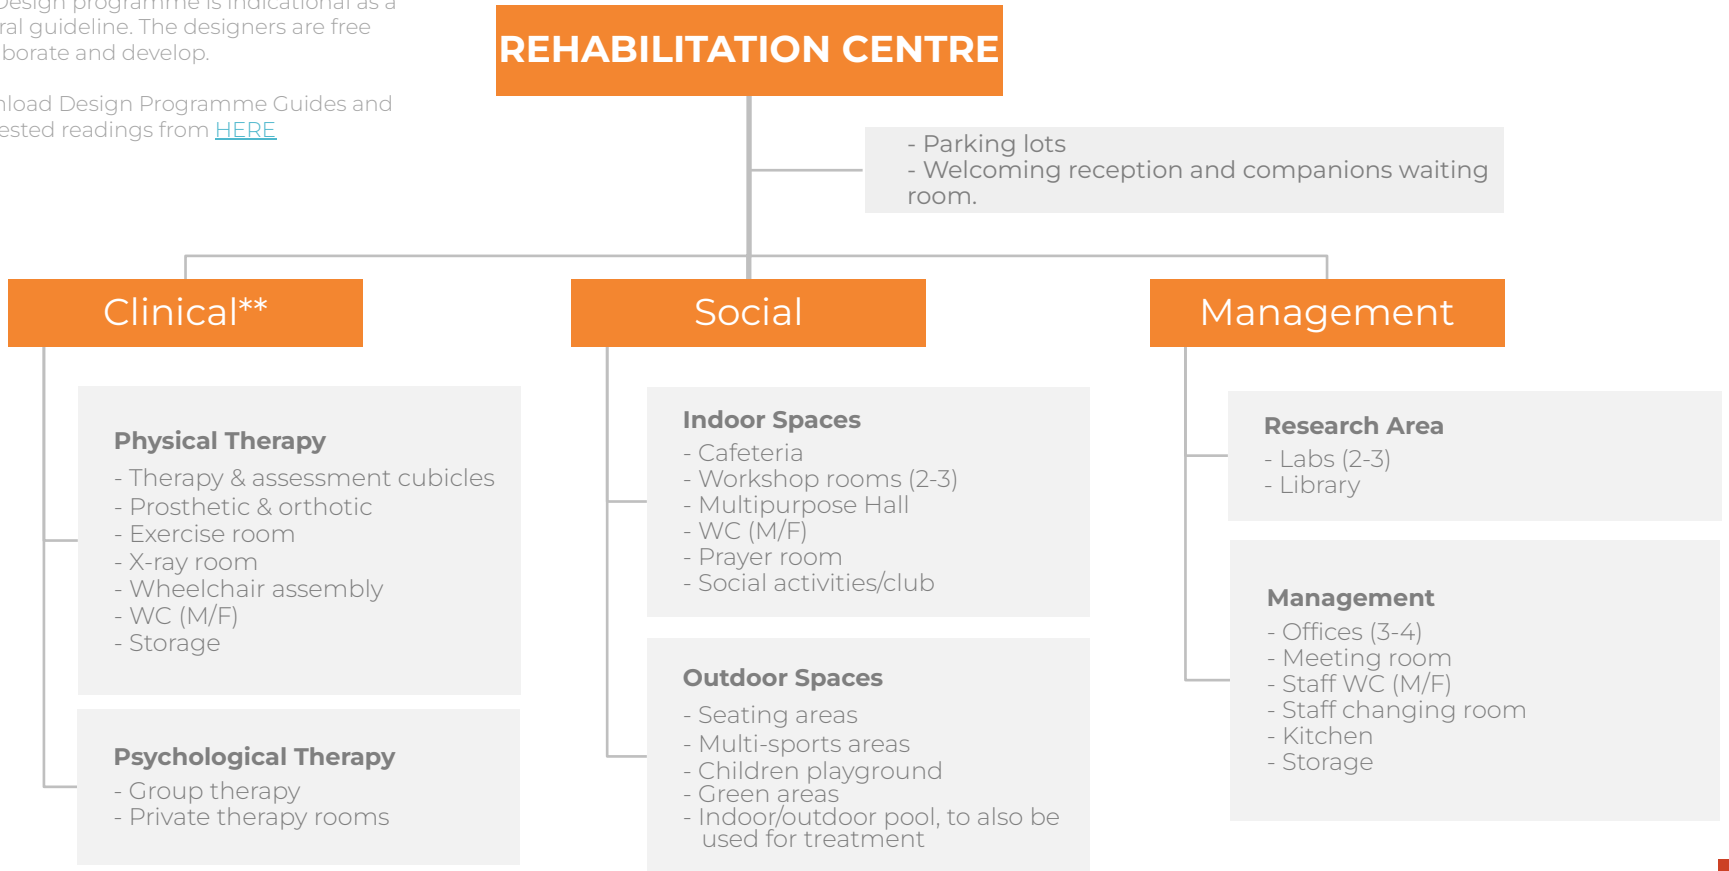 Design programme is indicational as a
ral guideline. The designers are free
borate and develop.
nload Design Programme Guides and
ested readings from HERE
REHABILITATION CENTRE
- Parking lots
- Welcoming reception and companions waiting
room.
Clinical**
Social
Management
Physical Therapy
- Therapy & assessment cubicles
- Prosthetic & orthotic
- Exercise room
- X-ray room
- Wheelchair assembly
- WC (M/F)
- Storage
Psychological Therapy
- Group therapy
- Private therapy rooms
Indoor Spaces
- Cafeteria
- Workshop rooms (2-3)
- Multipurpose Hall
- WC (M/F)
- Prayer room
- Social activities/club
Outdoor Spaces
- Seating areas
- Multi-sports areas
- Children playground
- Green areas
- Indoor/outdoor pool, to also be
used for treatment
Research Area
- Labs (2-3)
- Library
Management
- Offices (3-4)
- Meeting room
- Staff WC (M/F)
- Staff changing room
- Kitchen
- Storage